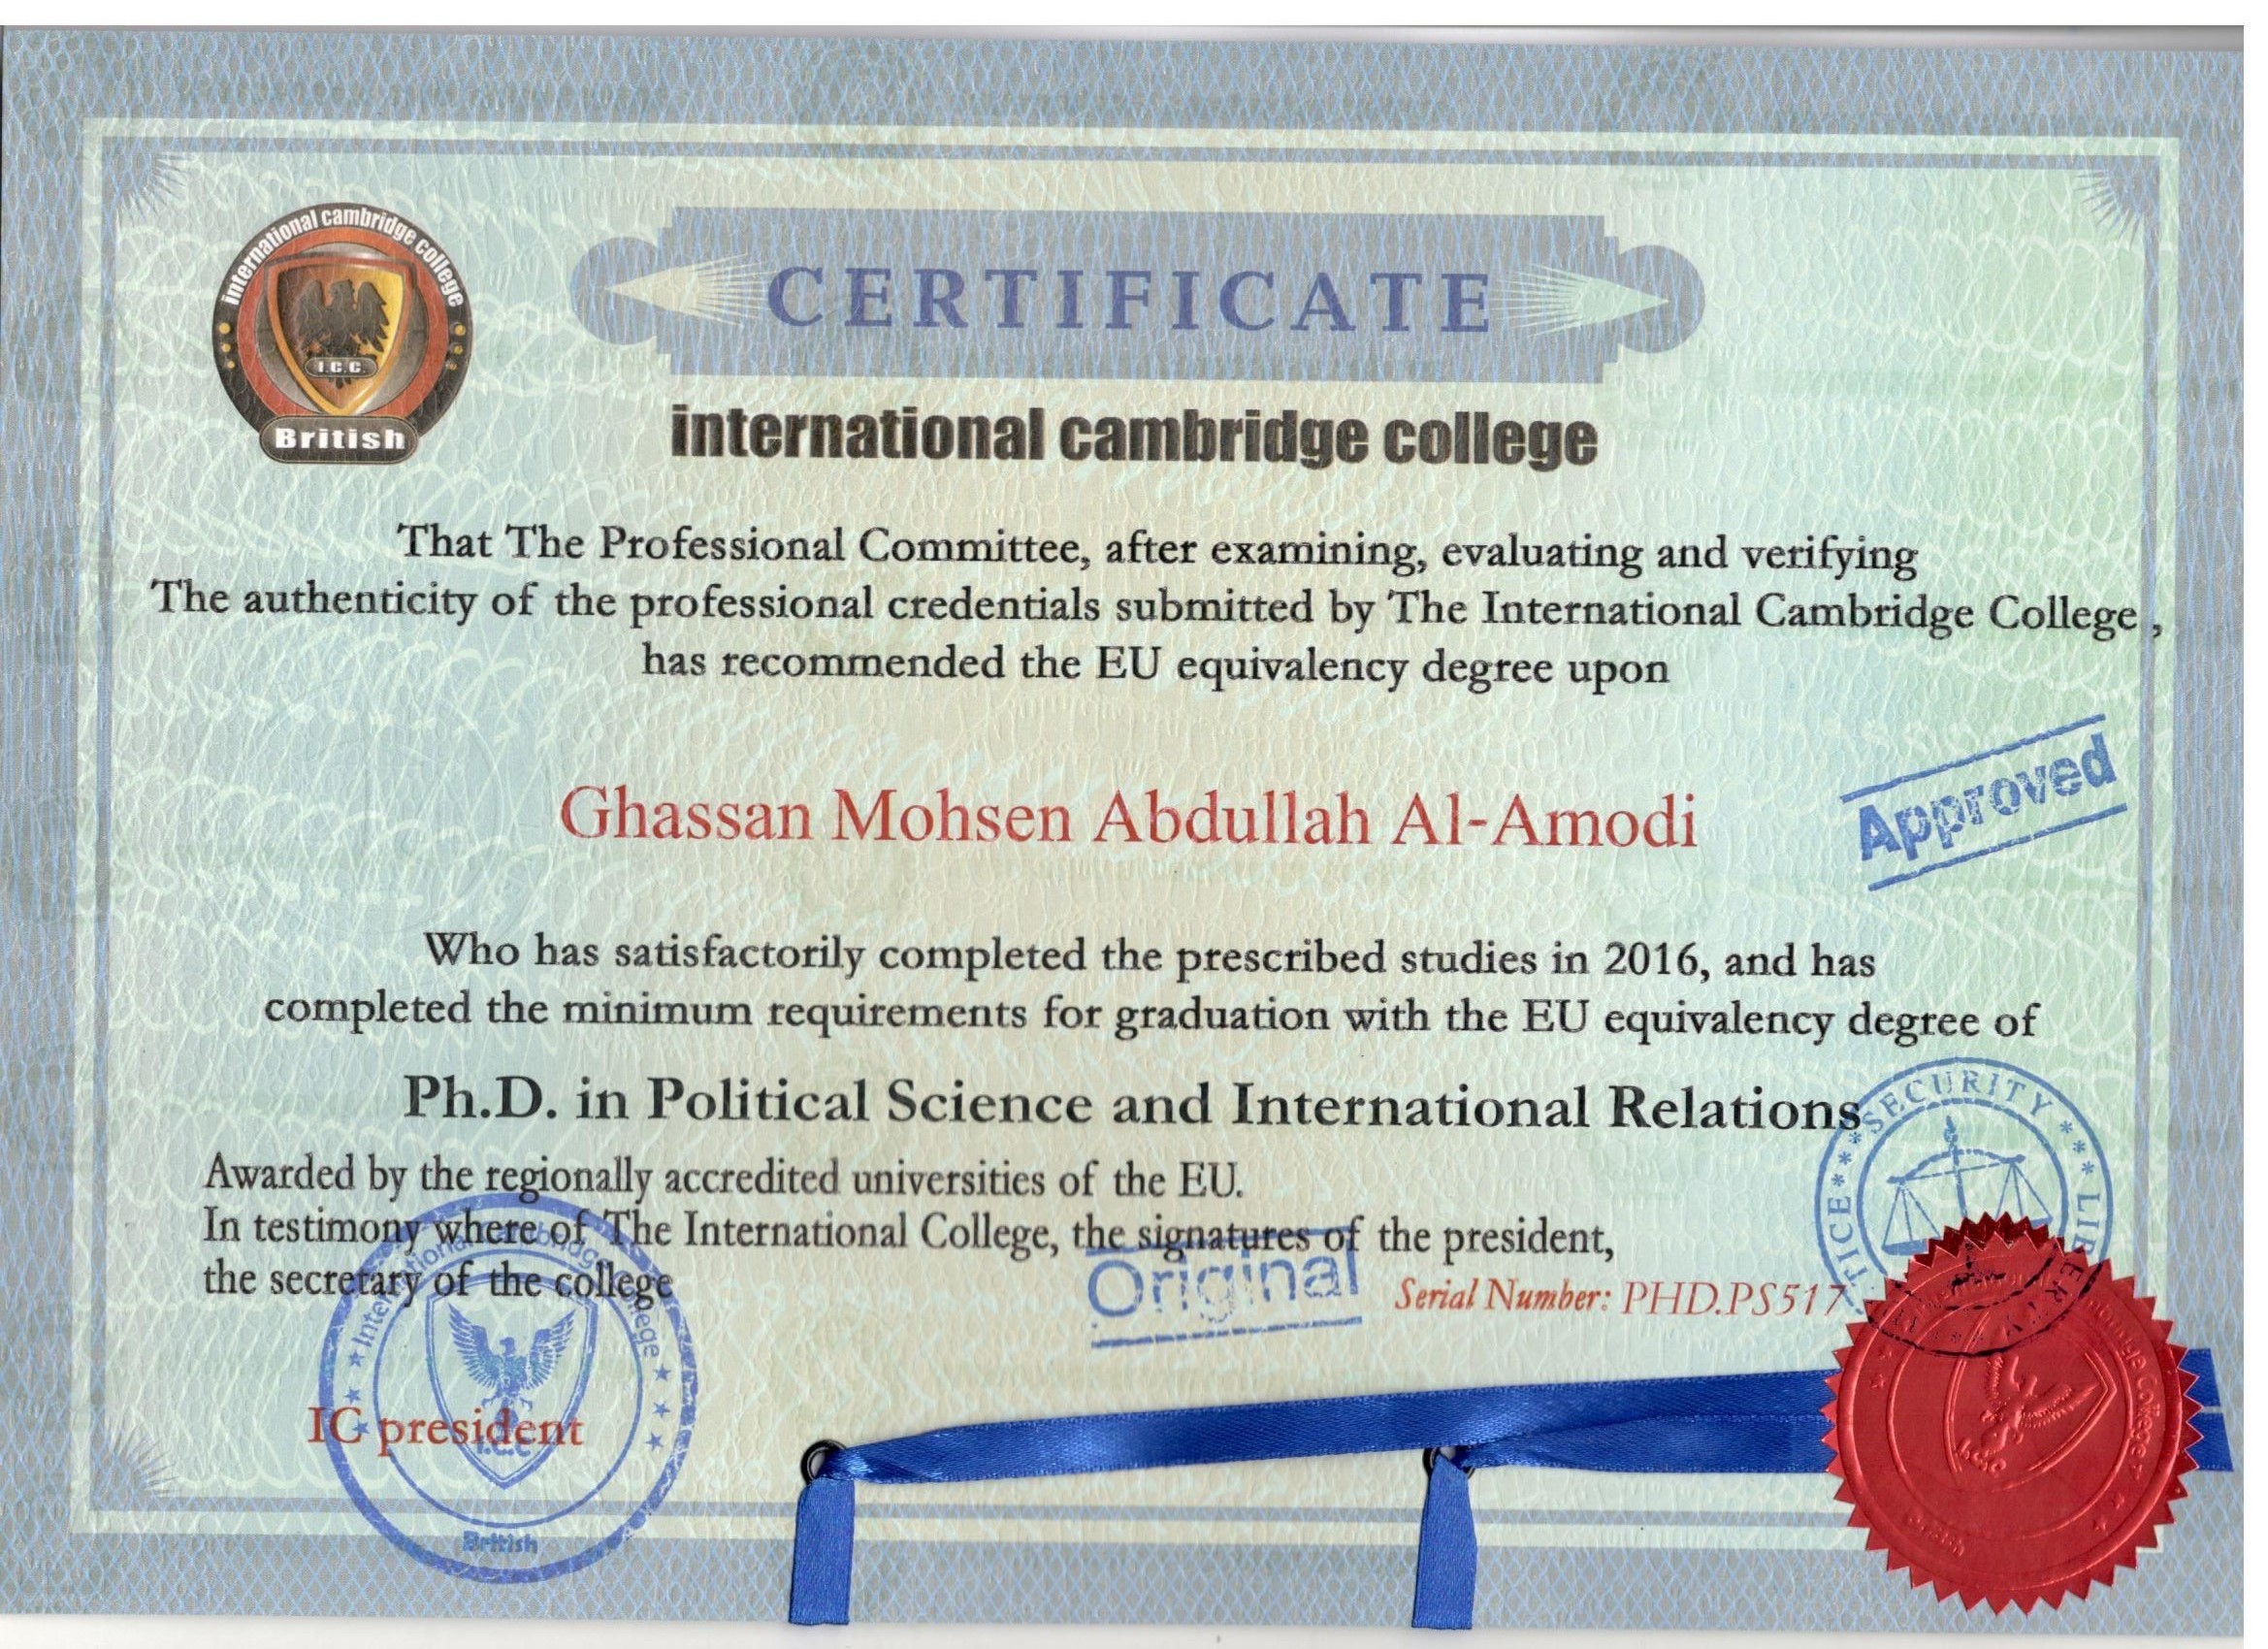 international cambridge college
I.C.C.
British
CERTIFICATE
international cambridge college
That The Professional Committee, after examining, evaluating and verifying
The authenticity of the professional credentials submitted by The International Cambridge College ,
has recommended the EU equivalency degree upon
Ghassan Mohsen Abdullah Al-Amodi
Approved
Who has satisfactorily completed the prescribed studies in 2016, and has
completed the minimum requirements for graduation with the EU equivalency degree of
Ph.D. in Political Science and International Relations
SECURITY *** LIBERTY
Awarded by the regionally accredited universities of the EU.
In testimony where of The International College, the signatures of the president,
the secretary of the college
Original
Serial Number: PHD.PS517
International Cambridge College
I.C.C
British
IC president